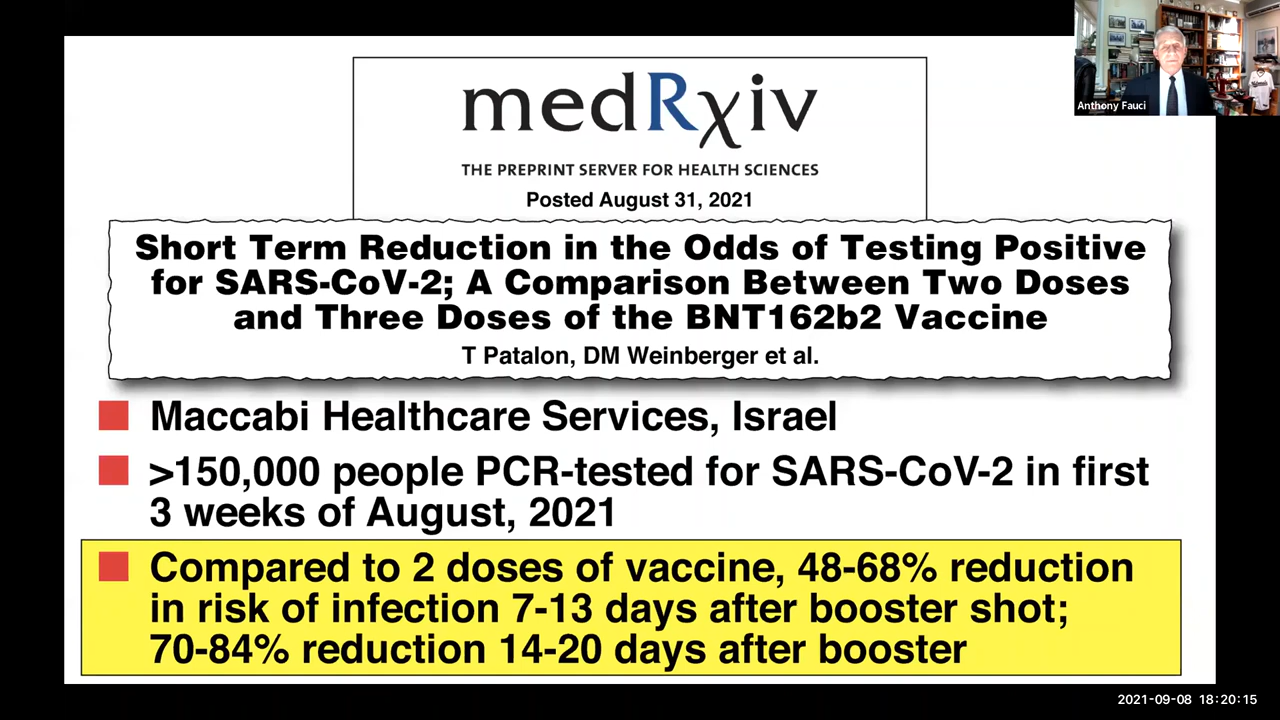 medRxiv
THE PREPRINT SERVER FOR HEALTH SCIENCES
Posted August 31, 2021
Short Term Reduction in the Odds of Testing Positive
for SARS-CoV-2; A Comparison Between Two Doses
and Three Doses of the BNT162b2 Vaccine
T Patalon, DM Weinberger et al.
Maccabi Healthcare Services, Israel
>150,000 people PCR-tested for SARS-CoV-2 in first
3 weeks of August, 2021
Compared to 2 doses of vaccine, 48-68% reduction
in risk of infection 7-13 days after booster shot;
70-84% reduction 14-20 days after booster
Anthony Fauci
2021-09-08 18:20:15